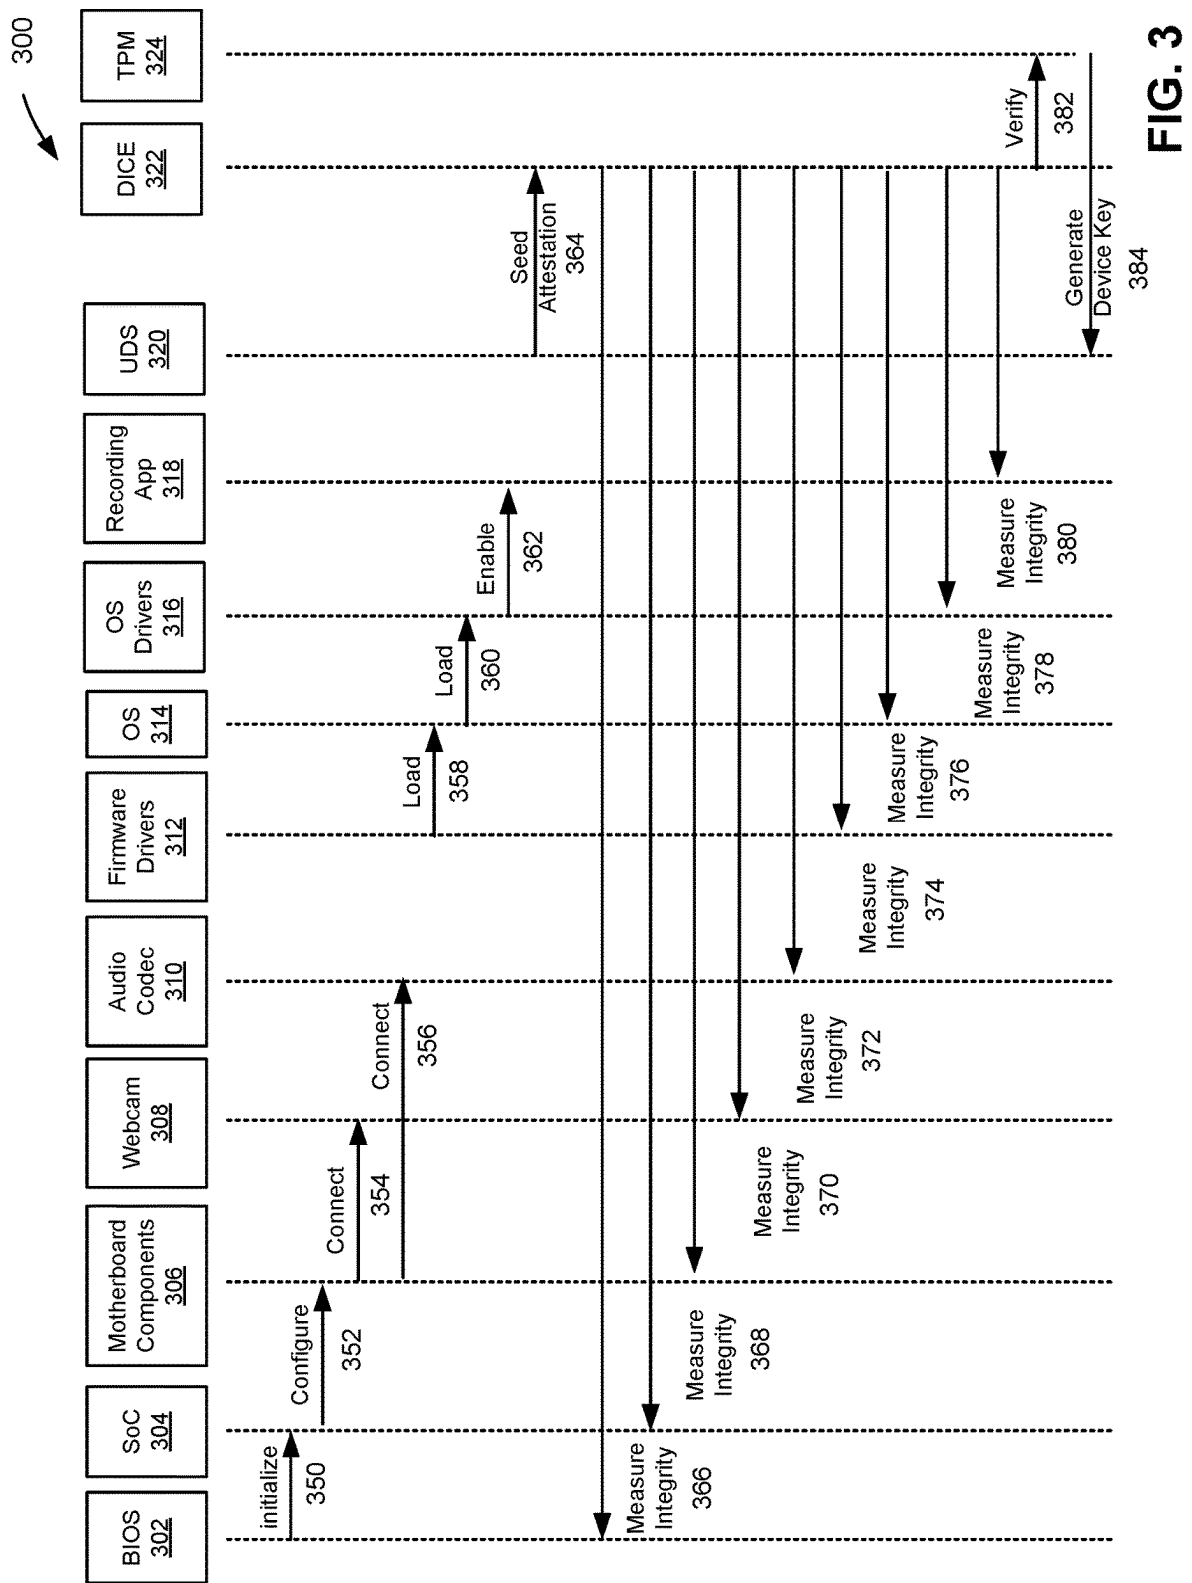 300
BIOS
302
SoC
304
Motherboard
Components
306
Webcam
308
Audio
Codec
310
Firmware
Drivers
312
OS
314
OS
Drivers
316
Recording
App
318
UDS
320
DICE
322
TPM
324
initialize
350
Configure
352
Connect
354
Connect
356
Load
358
Load
360
Enable
362
Seed
Attestation
364
Measure
Integrity
366
Measure
Integrity
368
Measure
Integrity
370
Measure
Integrity
372
Measure
Integrity
374
Measure
Integrity
376
Measure
Integrity
378
Measure
Integrity
380
Verify
382
Generate
Device Key
384
FIG. 3